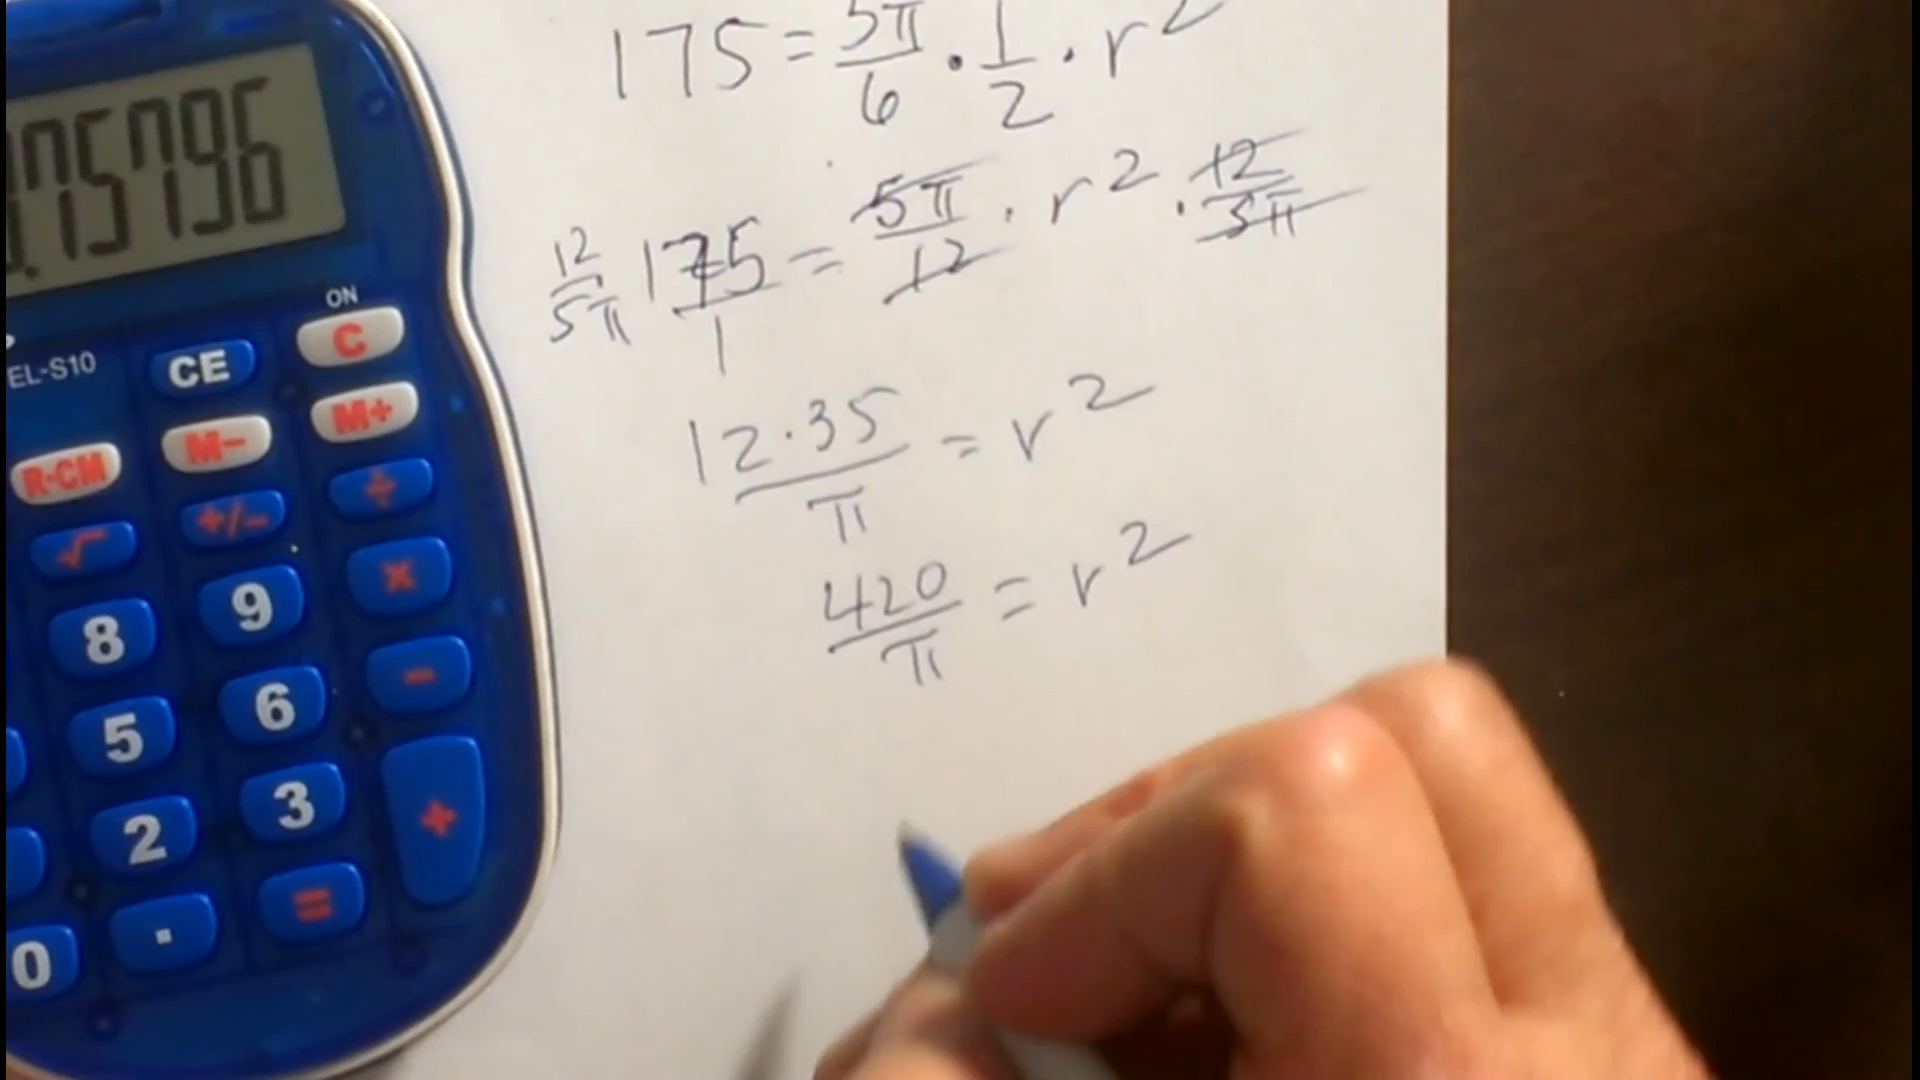 175 = 5π/6 · 1/2 · r²
12/5π 175/1 = 5π/12 · r² · 12/5π
12·35/π = r²
420/π = r²
75796
ON
EL-S10
CE
C
R·CM
M-
M+
√
+/-
÷
8
9
×
5
6
-
2
3
+
0
.
=